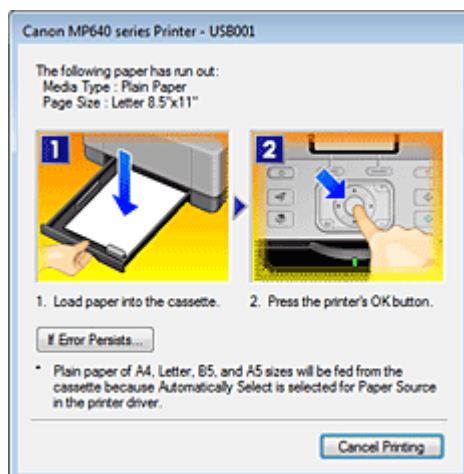 Canon MP640 series Printer - USB001
The following paper has run out:
Media Type : Plain Paper
Page Size : Letter 8.5"x11"
1
2
1. Load paper into the cassette.
2. Press the printer's OK button.
If Error Persists...
* Plain paper of A4, Letter, B5, and A5 sizes will be fed from the
cassette because Automatically Select is selected for Paper Source
in the printer driver.
Cancel Printing